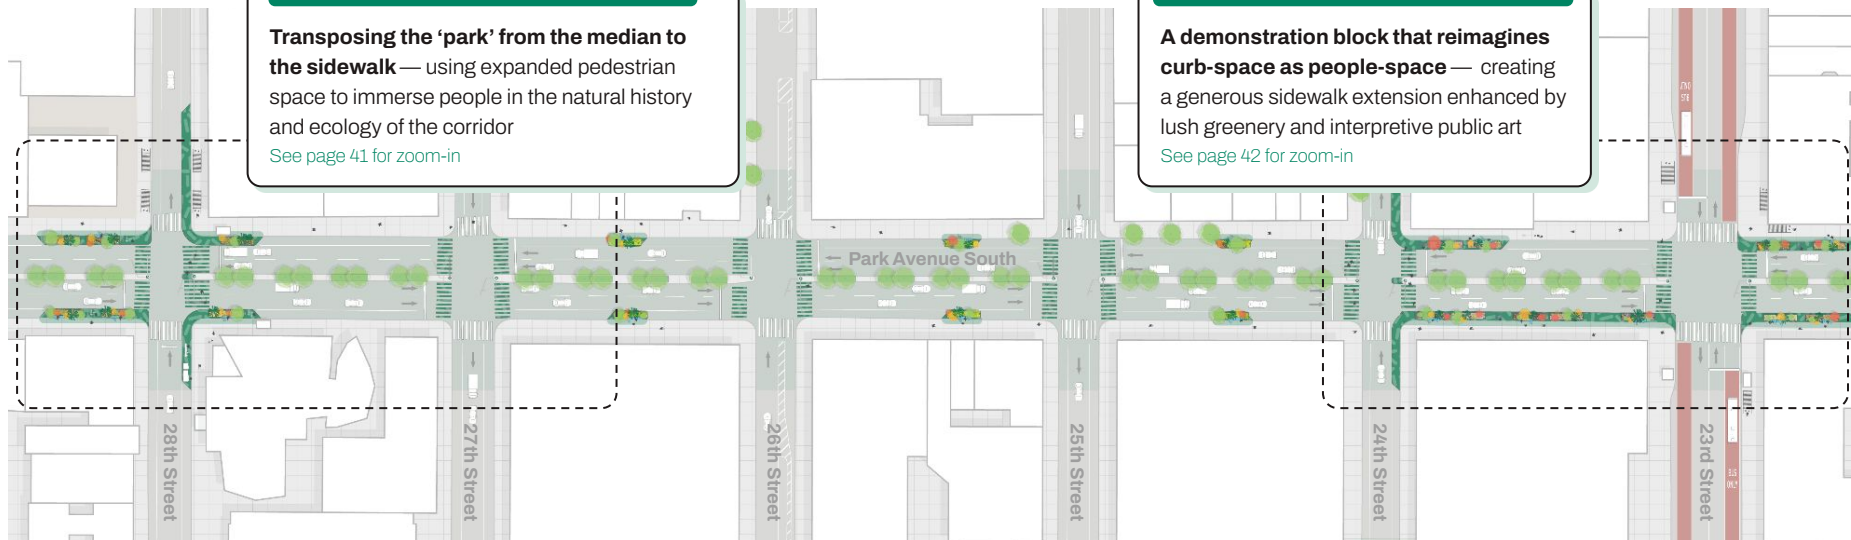 Transposing the ‘park’ from the median to
the sidewalk — using expanded pedestrian
space to immerse people in the natural history
and ecology of the corridor
See page 41 for zoom-in
A demonstration block that reimagines
curb-space as people-space — creating
a generous sidewalk extension enhanced by
lush greenery and interpretive public art
See page 42 for zoom-in
Park Avenue South
28th Street
27th Street
26th Street
25th Street
24th Street
23rd Street